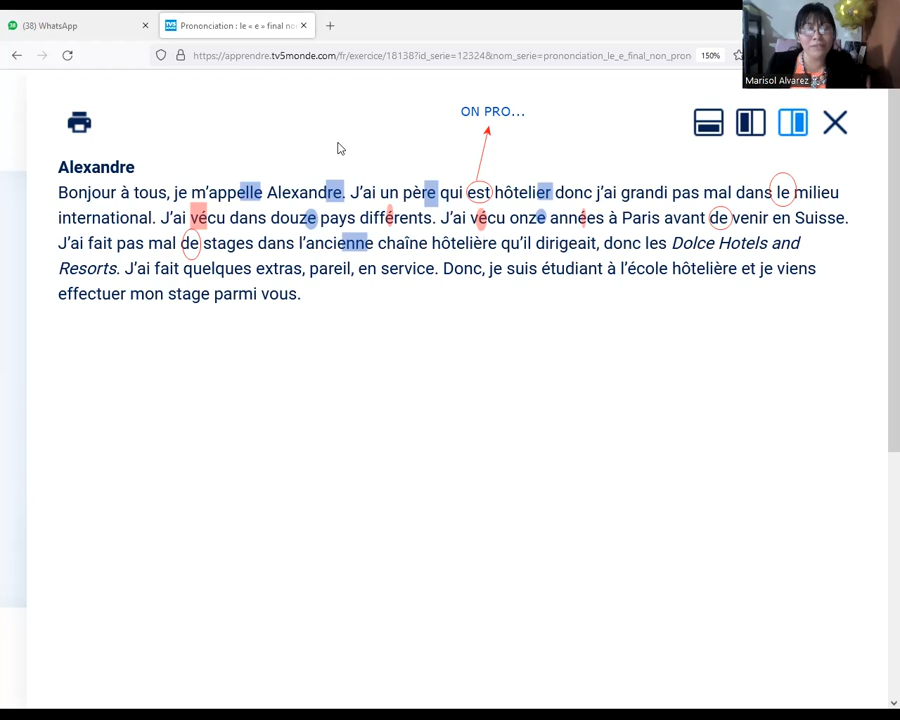 (38) WhatsApp
TV5 Prononciation : le « e » final no
https://apprendre.tv5monde.com/fr/exercice/18138?id_serie=12324&nom_serie=prononciation_le_e_final_non_pron
150%
Marisol Alvarez
ON PRO...
Alexandre
Bonjour à tous, je m'appelle Alexandre. J'ai un père qui est hôtelier donc j'ai grandi pas mal dans le milieu
international. J'ai vécu dans douze pays différents. J'ai vécu onze années à Paris avant de venir en Suisse.
J'ai fait pas mal de stages dans l'ancienne chaîne hôtelière qu'il dirigeait, donc les Dolce Hotels and
Resorts. J'ai fait quelques extras, pareil, en service. Donc, je suis étudiant à l'école hôtelière et je viens
effectuer mon stage parmi vous.